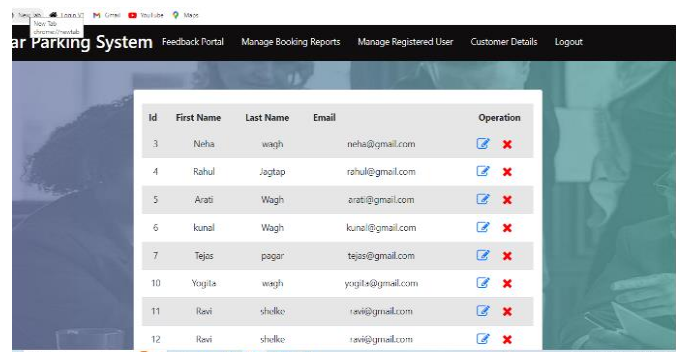 New Tab Login V1 Gmail YouTube Maps
New Tab
chrome://newtab
ar Parking System Feedback Portal Manage Booking Reports Manage Registered User Customer Details Logout
Id First Name Last Name Email Operation
3 Neha wagh neha@gmail.com
4 Rahul Jagtap rahul@gmail.com
5 Arati Wagh arati@gmail.com
6 kunal Wagh kunal@gmail.com
7 Tejas pagar tejas@gmail.com
10 Yogita wagh yogita@gmail.com
11 Ravi shelke ravi@gmail.com
12 Ravi shelke ravi@gmail.com